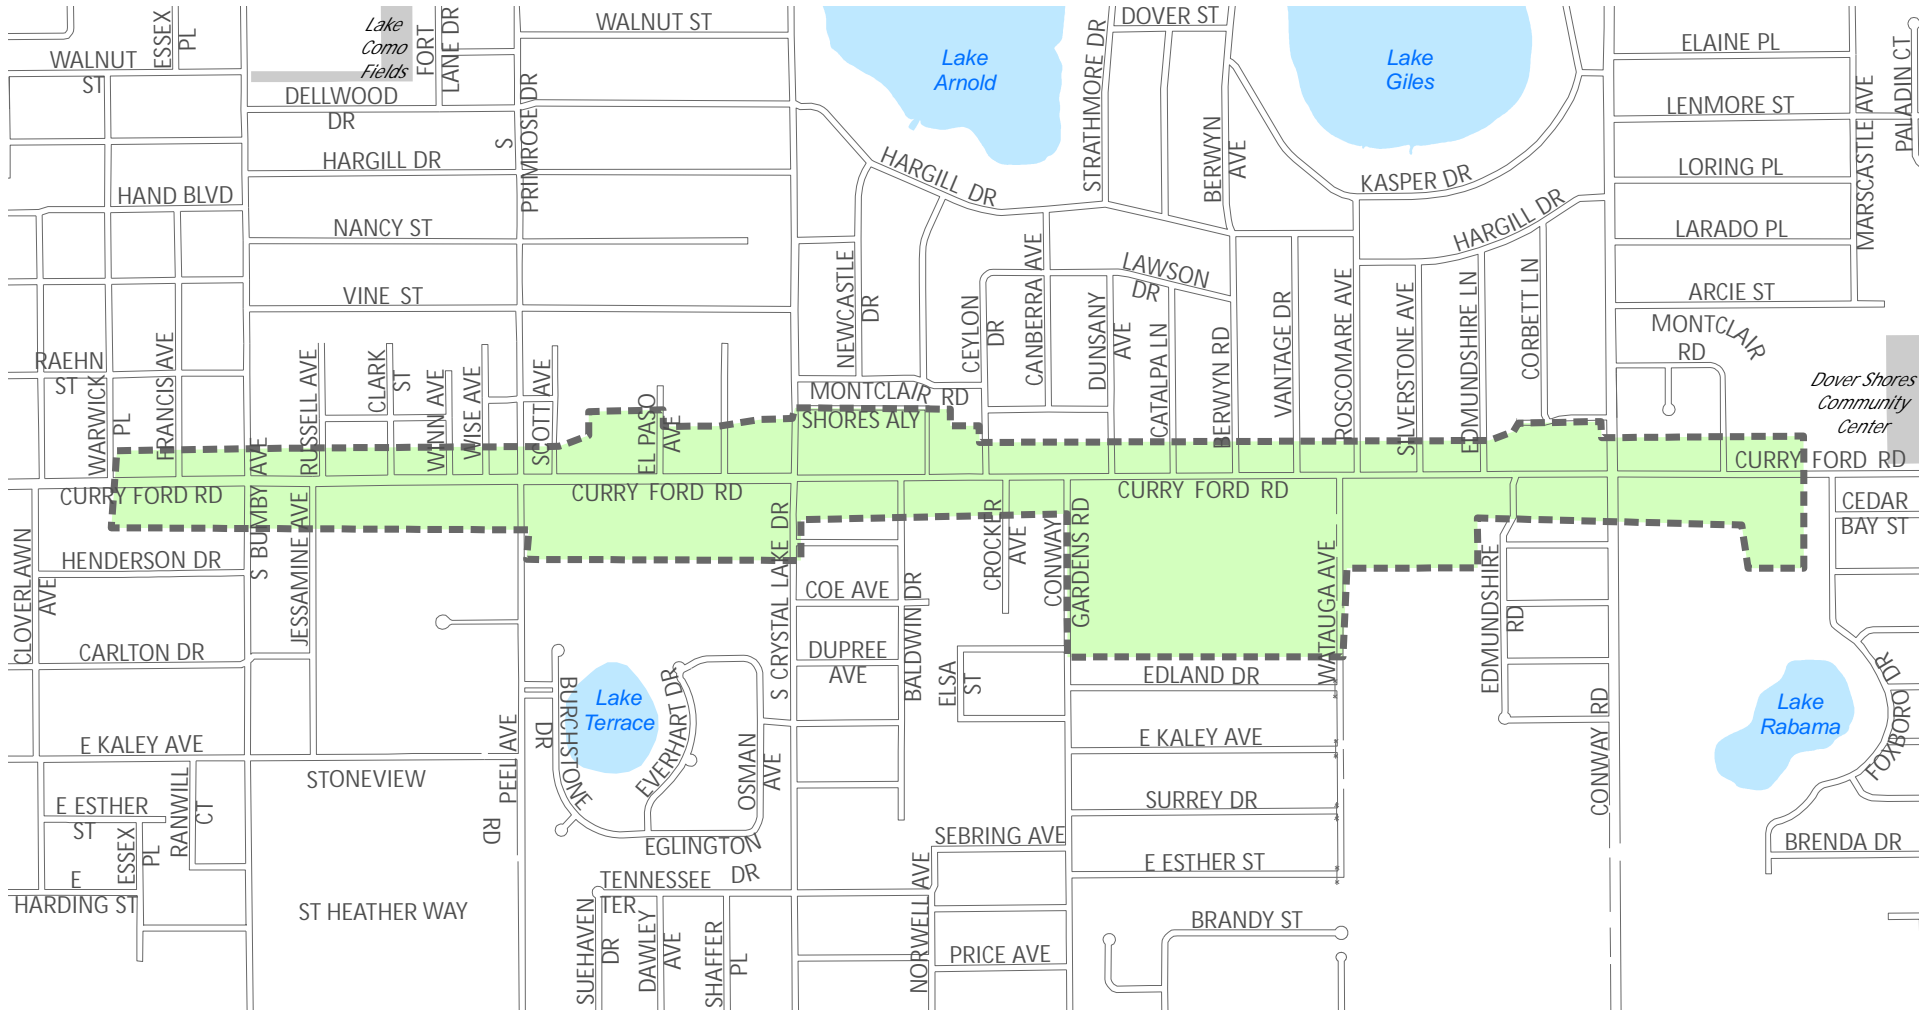 WALNUT ST
ESSEX PL
Lake
Como
Fields
FORT LANE DR
WALNUT ST
DELLWOOD DR
S PRIMROSE DR
HARGILL DR
HAND BLVD
NANCY ST
VINE ST
Lake
Arnold
STRATHMORE DR
DOVER ST
BERWYN AVE
Lake
Giles
ELAINE PL
LENMORE ST
MARSCASTLE AVE
PALADIN CT
LORING PL
LARADO PL
ARCIE ST
MONTCLAIR RD
HARGILL DR
KASPER DR
HARGILL DR
NEWCASTLE DR
CEYLON DR
CANBERRA AVE
DUNSANY AVE
LAWSON DR
CATALPA LN
BERWYN RD
VANTAGE DR
ROSCOMARE AVE
SILVERSTONE AVE
EDMUNDSHIRE LN
CORBETT LN
Dover Shores
Community
Center
RAEHN ST
WARWICK PL
FRANCIS AVE
RUSSELL AVE
CLARK ST
WINN AVE
WISE AVE
SCOTT AVE
EL PASO AVE
MONTCLAIR RD
SHORES ALY
CURRY FORD RD
CURRY FORD RD
CURRY FORD RD
CURRY FORD RD
CLOVERLAWN AVE
HENDERSON DR
S BUMBY AVE
JESSAMINE AVE
CARLTON DR
E KALEY AVE
STONEVIEW
E ESTHER ST
ESSEX PL
RANWILL CT
E
HARDING ST
ST HEATHER WAY
PEEL AVE
RD
BURCHSTONE DR
Lake
Terrace
EVERHART DR
OSMAN AVE
EGLINGTON DR
S CRYSTAL LAKE DR
COE AVE
DUPREE AVE
BALDWIN DR
ELSA ST
CROCKER AVE
CONWAY GARDENS RD
SEBRING AVE
TENNESSEE TER
SUEHAVEN DR
DAWLEY AVE
SHAFFER PL
NORWELL AVE
PRICE AVE
WATAUGA AVE
EDLAND DR
E KALEY AVE
SURREY DR
E ESTHER ST
BRANDY ST
EDMUNDSHIRE RD
CONWAY RD
Lake
Rabama
CEDAR
BAY ST
FOXBORO DR
BRENDA DR